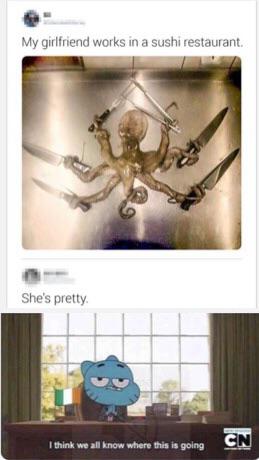 My girlfriend works in a sushi restaurant.
She's pretty.
I think we all know where this is going
CN